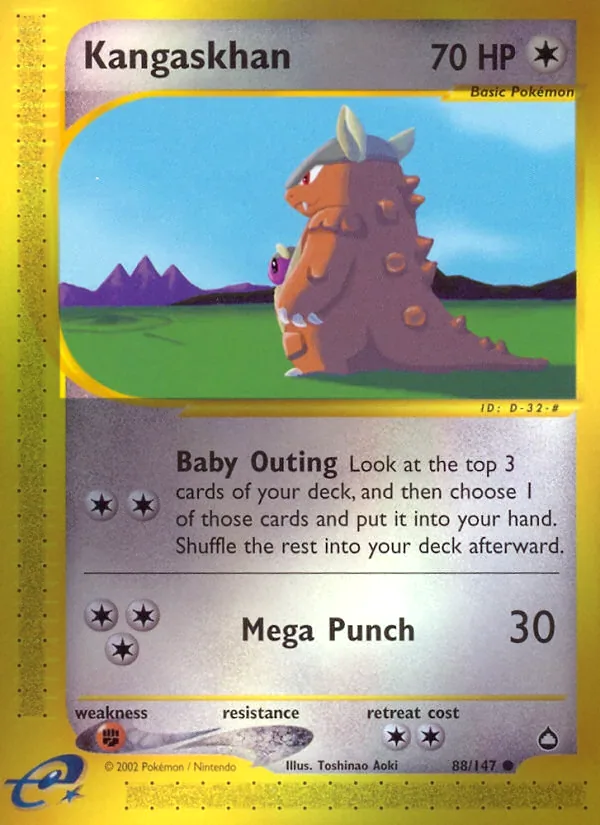 Kangaskhan 70 HP
Basic Pokémon
ID: D-32-#
Baby Outing Look at the top 3
cards of your deck, and then choose 1
of those cards and put it into your hand.
Shuffle the rest into your deck afterward.
Mega Punch 30
weakness resistance retreat cost
© 2002 Pokémon / Nintendo Illus. Toshinao Aoki 88/147
e